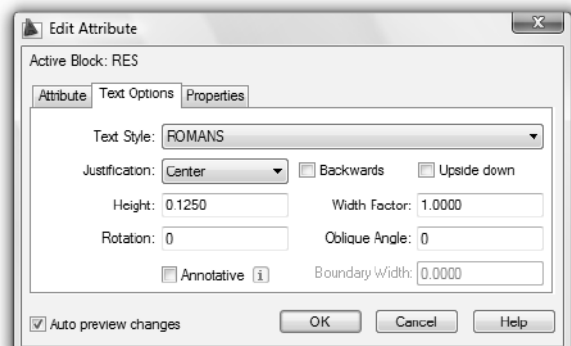 Edit Attribute
Active Block: RES
Attribute Text Options Properties
Text Style: ROMANS
Justification: Center Backwards Upside down
Height: 0.1250 Width Factor: 1.0000
Rotation: 0 Oblique Angle: 0
Annotative i Boundary Width: 0.0000
Auto preview changes OK Cancel Help